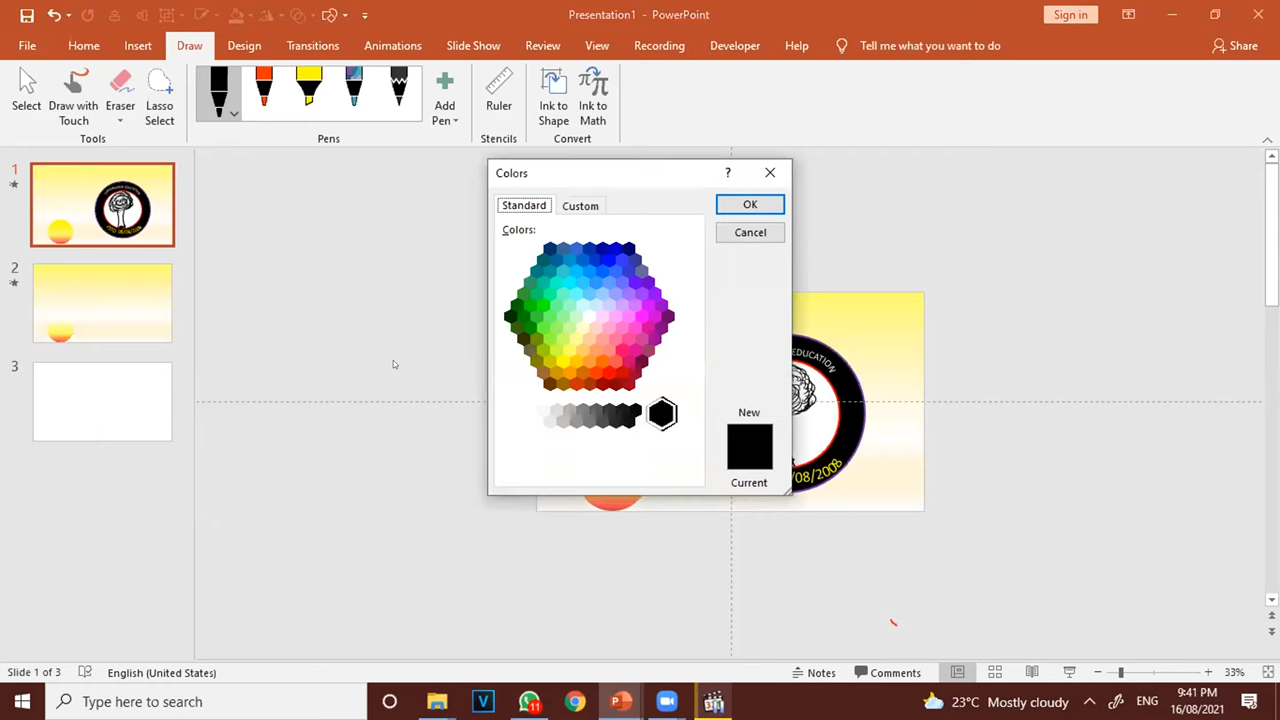 Presentation1 - PowerPoint
Sign in
File Home Insert Draw Design Transitions Animations Slide Show Review View Recording Developer Help Tell me what you want to do Share
Select
Draw with Touch
Eraser
Lasso Select
Add Pen
Ruler
Ink to Shape
Ink to Math
Tools
Pens
Stencils
Convert
1
2
3
Colors
?
Standard
Custom
OK
Cancel
Colors:
New
Current
EDUCATION
/08/2008
Slide 1 of 3
English (United States)
Notes
Comments
33%
Type here to search
11
23°C Mostly cloudy
ENG
9:41 PM
16/08/2021